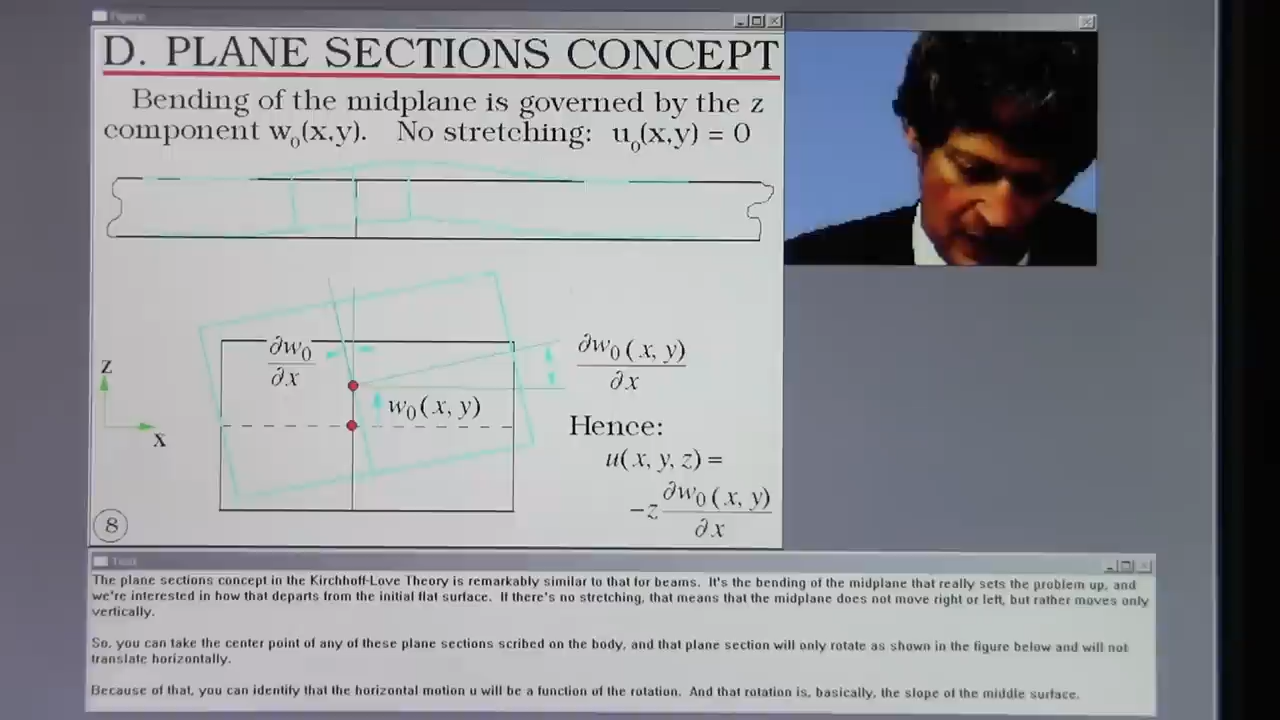 Figure
D. PLANE SECTIONS CONCEPT
Bending of the midplane is governed by the z
component w₀(x,y). No stretching: u₀(x,y) = 0
∂w₀
∂x
∂w₀(x, y)
∂x
z
w₀(x, y)
x
Hence:
u(x, y, z) =
-z ∂w₀(x, y)
∂x
8
Text
The plane sections concept in the Kirchhoff-Love Theory is remarkably similar to that for beams. It's the bending of the midplane that really sets the problem up, and
we're interested in how that departs from the initial flat surface. If there's no stretching, that means that the midplane does not move right or left, but rather moves only
vertically.
So, you can take the center point of any of these plane sections scribed on the body, and that plane section will only rotate as shown in the figure below and will not
translate horizontally.
Because of that, you can identify that the horizontal motion u will be a function of the rotation. And that rotation is, basically, the slope of the middle surface.